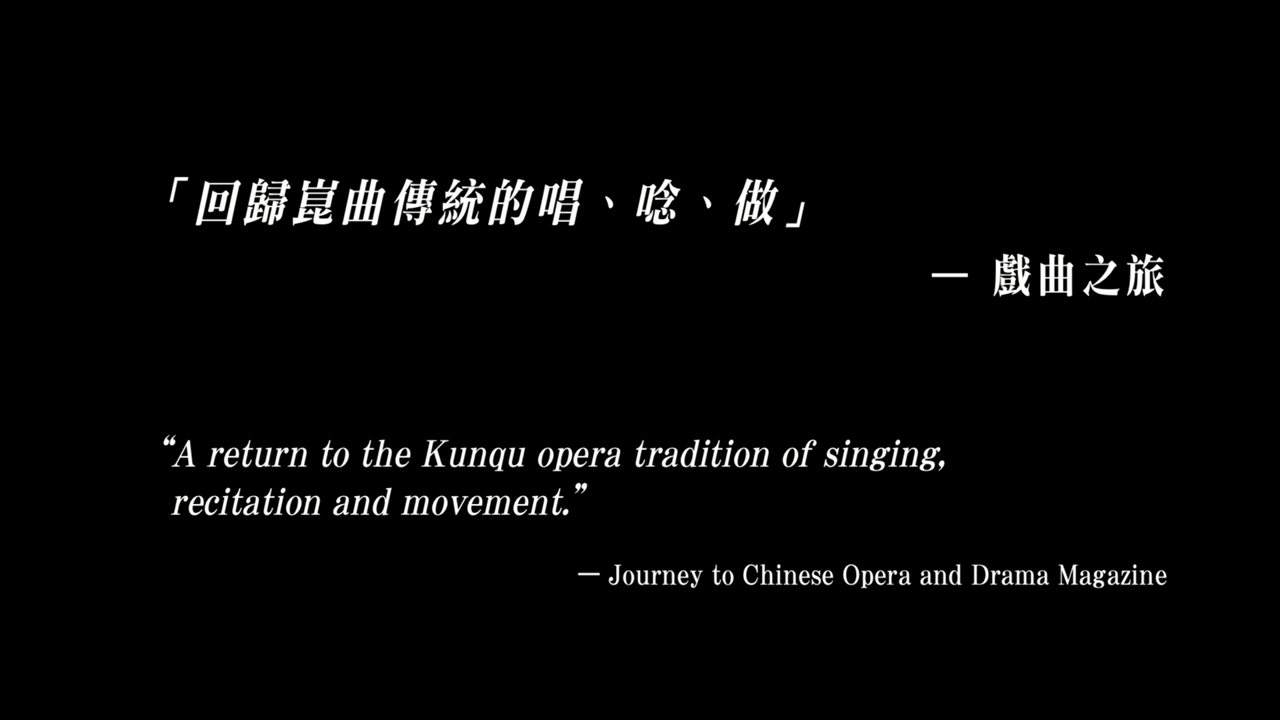 「回歸崑曲傳統的唱、唸、做」
— 戲曲之旅
“A return to the Kunqu opera tradition of singing,
recitation and movement.”
— Journey to Chinese Opera and Drama Magazine